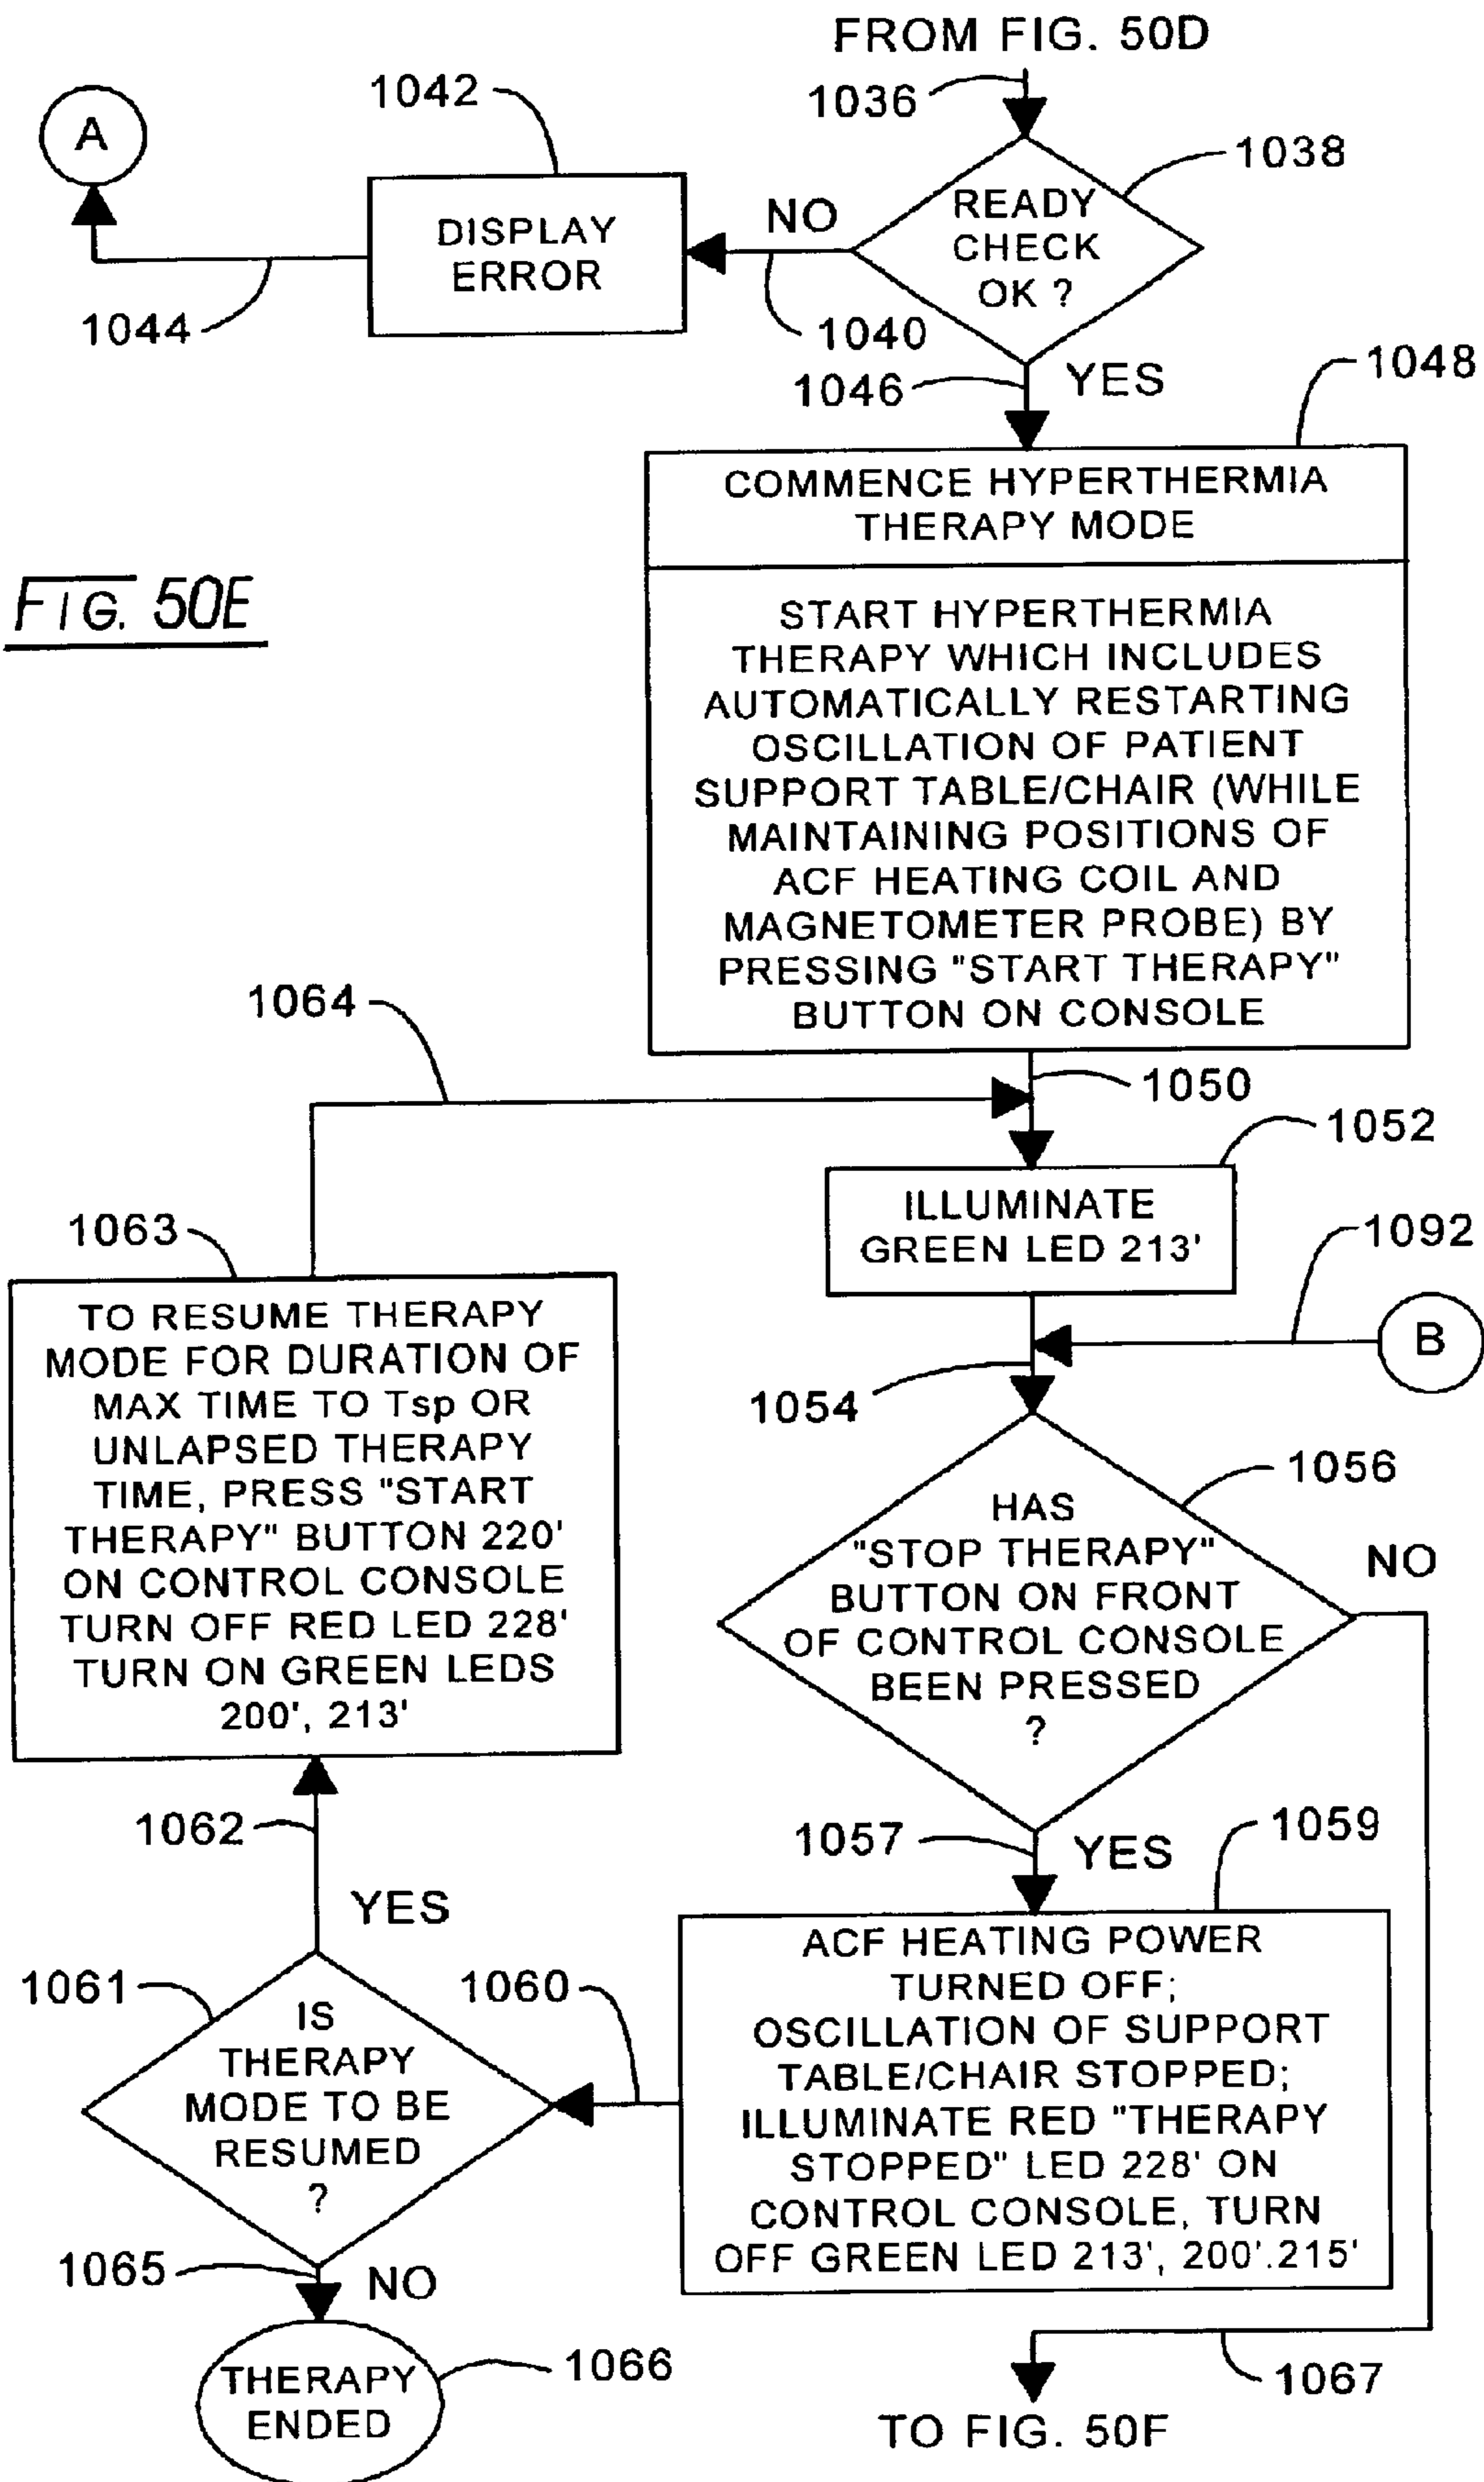 FROM FIG. 50D
1036
1042
A
1038
READY
CHECK
OK ?
NO
DISPLAY
ERROR
1044
1040
1046
YES
1048
COMMENCE HYPERTHERMIA
THERAPY MODE
FIG. 50E
START HYPERTHERMIA
THERAPY WHICH INCLUDES
AUTOMATICALLY RESTARTING
OSCILLATION OF PATIENT
SUPPORT TABLE/CHAIR (WHILE
MAINTAINING POSITIONS OF
ACF HEATING COIL AND
MAGNETOMETER PROBE) BY
PRESSING "START THERAPY"
BUTTON ON CONSOLE
1064
1050
1052
ILLUMINATE
GREEN LED 213'
1092
B
1063
TO RESUME THERAPY
MODE FOR DURATION OF
MAX TIME TO Tsp OR
UNLAPSED THERAPY
TIME, PRESS "START
THERAPY" BUTTON 220'
ON CONTROL CONSOLE
TURN OFF RED LED 228'
TURN ON GREEN LEDS
200', 213'
1054
1056
HAS
"STOP THERAPY"
BUTTON ON FRONT
OF CONTROL CONSOLE
BEEN PRESSED
?
NO
1062
1057
YES
1059
YES
1061
IS
THERAPY
MODE TO BE
RESUMED
?
1060
ACF HEATING POWER
TURNED OFF;
OSCILLATION OF SUPPORT
TABLE/CHAIR STOPPED;
ILLUMINATE RED "THERAPY
STOPPED" LED 228' ON
CONTROL CONSOLE, TURN
OFF GREEN LED 213', 200'.215'
1065
NO
THERAPY
ENDED
1066
1067
TO FIG. 50F